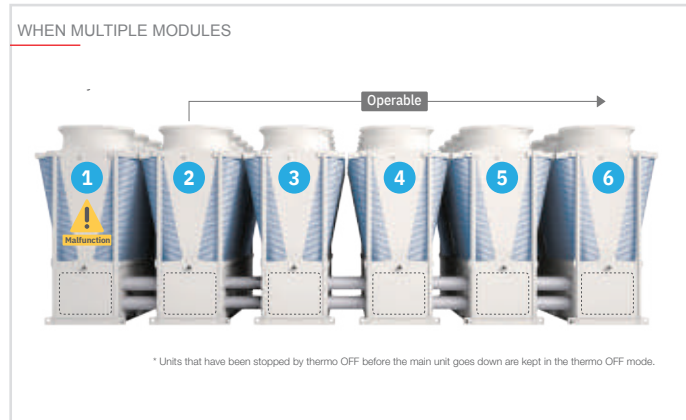 WHEN MULTIPLE MODULES
Operable
1 2 3 4 5 6
Malfunction
* Units that have been stopped by thermo OFF before the main unit goes down are kept in the thermo OFF mode.